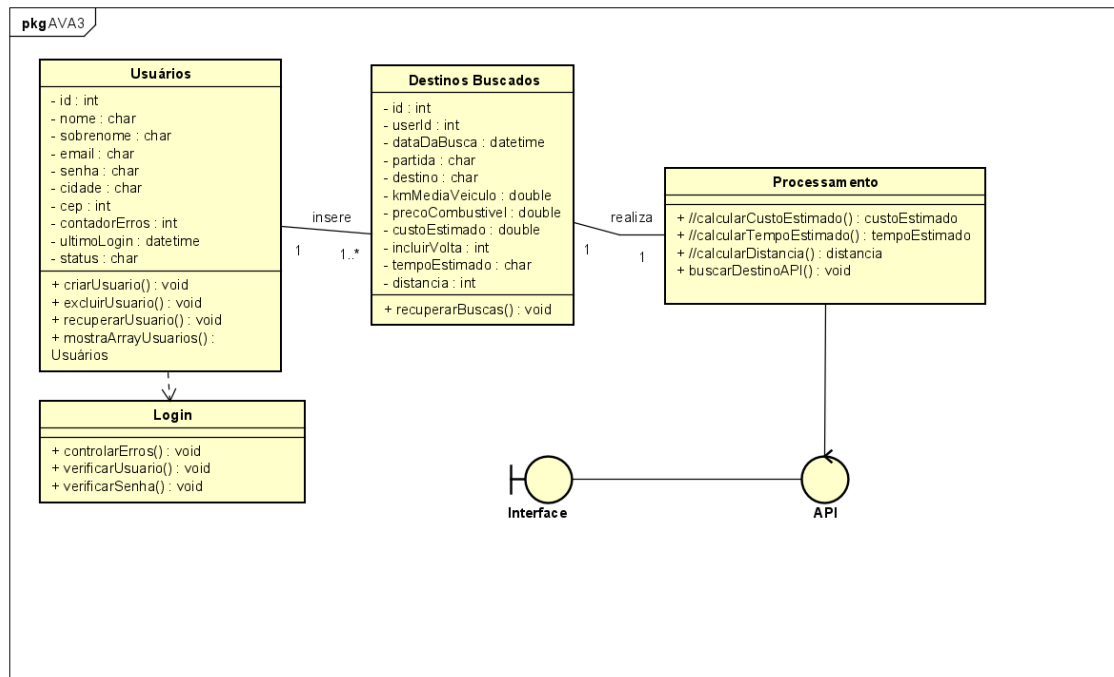 pkg AVA3
Usuários
- id : int
- nome : char
- sobrenome : char
- email : char
- senha : char
- cidade : char
- cep : int
- contadorErros : int
- ultimoLogin : datetime
- status : char
+ criarUsuario() : void
+ excluirUsuario() : void
+ recuperarUsuario() : void
+ mostraArrayUsuarios() :
Usuários
insere
1
1..*
Destinos Buscados
- id : int
- userId : int
- dataDaBusca : datetime
- partida : char
- destino : char
- kmMediaVeiculo : double
- precoCombustivel : double
- custoEstimado : double
- incluirVolta : int
- tempoEstimado : char
- distancia : int
+ recuperarBuscas() : void
realiza
1
1
Processamento
+ //calcularCustoEstimado() : custoEstimado
+ //calcularTempoEstimado() : tempoEstimado
+ //calcularDistancia() : distancia
+ buscarDestinoAPI() : void
Login
+ controlarErros() : void
+ verificarUsuario() : void
+ verificarSenha() : void
Interface
API